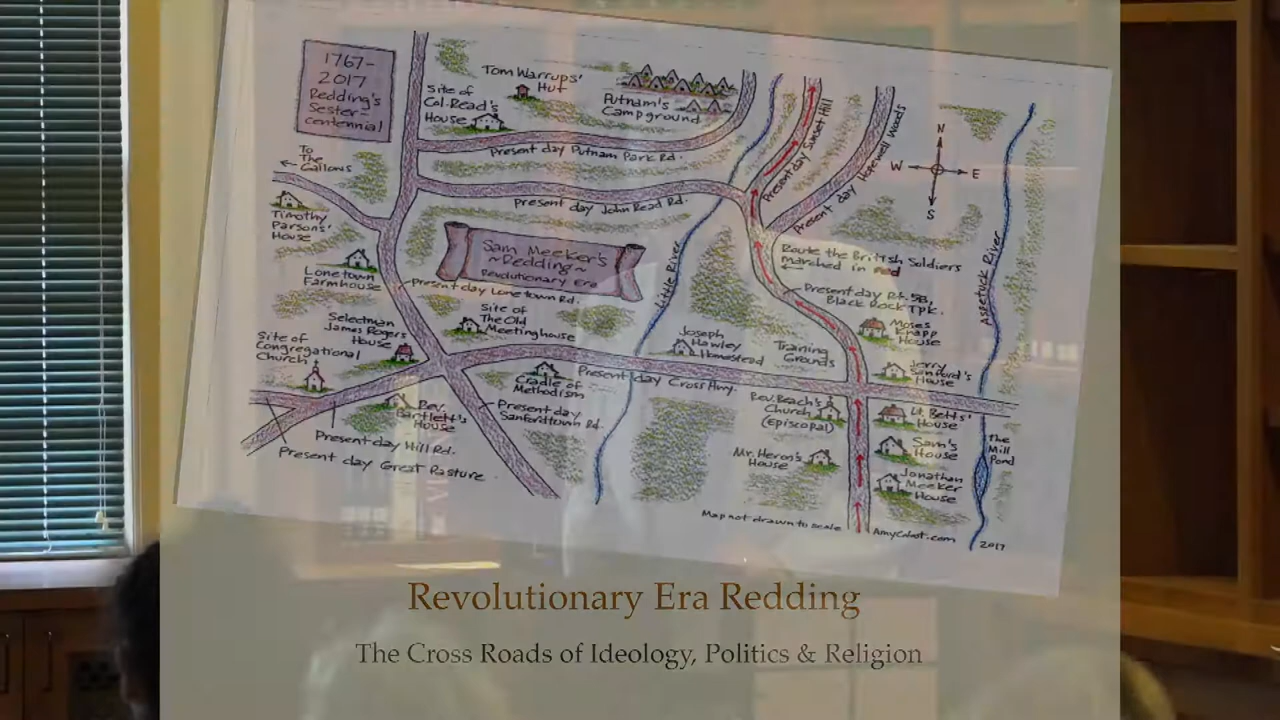 1767-
2017
Redding's
Sester-
centennial
Tom Warrups'
Hut
Site of
Col. Read's
House
Putnam's
Campground
Present day Putnam Park Rd.
To
The
Gallows
Present day John Read Rd.
Present day Sunset Hill
Present day Hopewell Woods
N
W
E
S
Timothy
Parsons'
House
Sam Meeker's
~Redding~
Revolutionary Era
Little River
Route the British Soldiers
marched in red
Aspetuck River
Lonetown
Farmhouse
Present day Lonetown Rd.
Present day Rt. 58,
Black Rock Tpk.
Selectman
James Rogers
House
Site of
The Old
Meetinghouse
Site of
Congregational
Church
Joseph
Hawley
Homestead
Training
Grounds
Moses
Knapp
House
Jerry
Sanford's
House
Cradle of
Methodism
Present day Cross Hwy.
Rev. Bartlett's
House
Present day
Sanfordtown Rd.
Rev. Beach's
Church
(Episcopal)
Lt. Betts'
House
Present day Hill Rd.
Present day Great Pasture
Mr. Heron's
House
Sam's
House
The
Mill
Pond
Jonathan
Meeker
House
Map not drawn to scale
AmyCabot.com
2017
Revolutionary Era Redding
The Cross Roads of Ideology, Politics & Religion